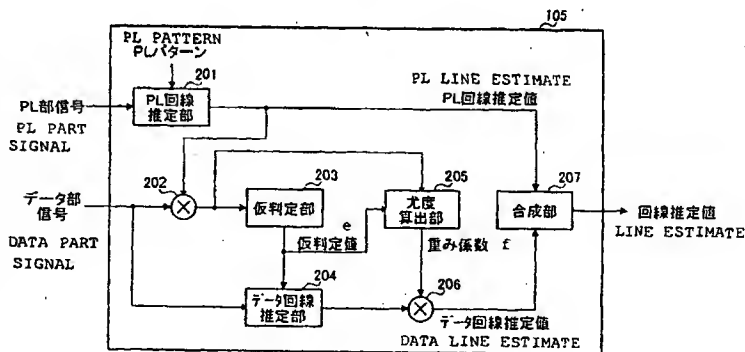 105
PL PATTERN
PLパターン
201
PL部信号
PL PART
SIGNAL
PL回線
推定部
PL LINE ESTIMATE
PL回線推定値
202
203
205
207
データ部
信号
DATA PART
SIGNAL
仮判定部
尤度
算出部
合成部
回線推定値
LINE ESTIMATE
e
仮判定値
重み係数 f
204
データ回線
推定部
206
データ回線推定値
DATA LINE ESTIMATE